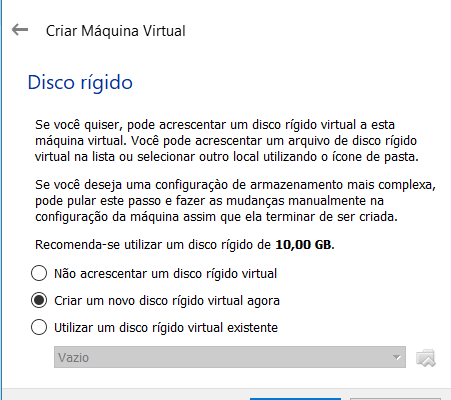 Criar Máquina Virtual
Disco rígido
Se você quiser, pode acrescentar um disco rígido virtual a esta
máquina virtual. Você pode acrescentar um arquivo de disco rígido
virtual na lista ou selecionar outro local utilizando o ícone de pasta.
Se você deseja uma configuração de armazenamento mais complexa,
pode pular este passo e fazer as mudanças manualmente na
configuração da máquina assim que ela terminar de ser criada.
Recomenda-se utilizar um disco rígido de 10,00 GB.
Não acrescentar um disco rígido virtual
Criar um novo disco rígido virtual agora
Utilizar um disco rígido virtual existente
Vazio